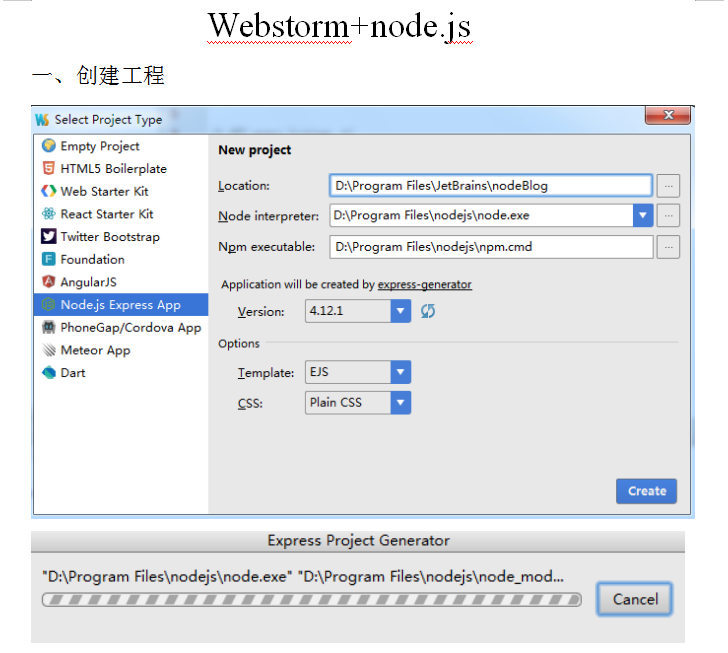 Webstorm+node.js
一、创建工程
Select Project Type
Empty Project
HTML5 Boilerplate
Web Starter Kit
React Starter Kit
Twitter Bootstrap
Foundation
AngularJS
Node.js Express App
PhoneGap/Cordova App
Meteor App
Dart
New project
Location: D:\Program Files\JetBrains\nodeBlog ...
Node interpreter: D:\Program Files\nodejs\node.exe ...
Npm executable: D:\Program Files\nodejs\npm.cmd ...
Application will be created by express-generator
Version: 4.12.1
Options
Template: EJS
CSS: Plain CSS
Create
Express Project Generator
"D:\Program Files\nodejs\node.exe" "D:\Program Files\nodejs\node_mod...
Cancel